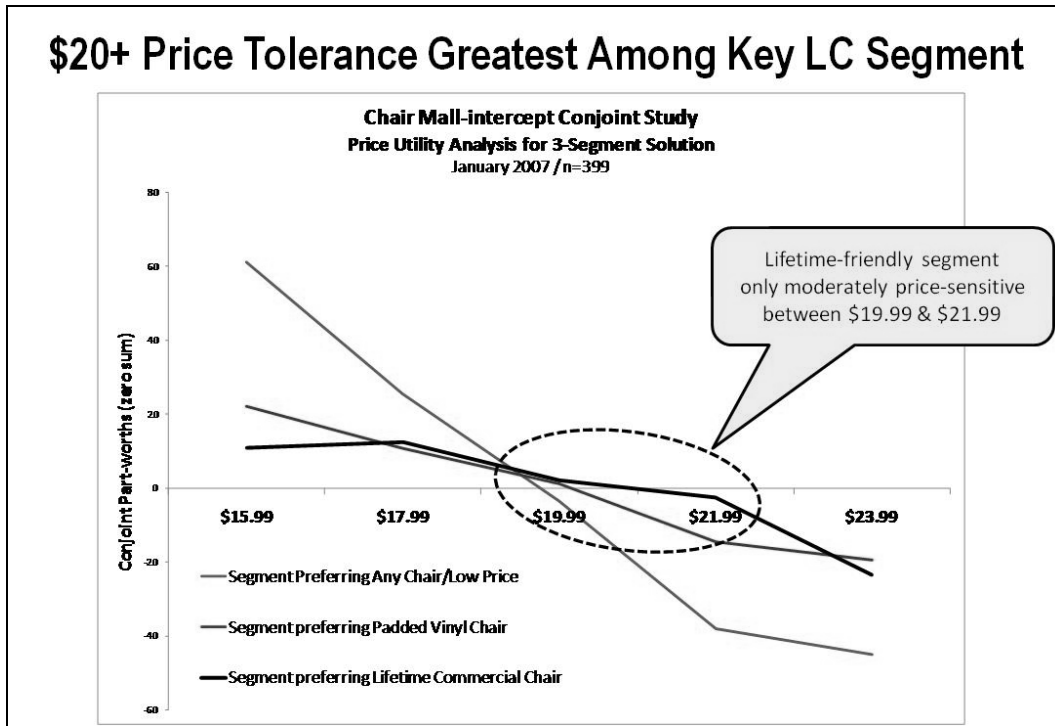 $20+ Price Tolerance Greatest Among Key LC Segment
Chair Mall-intercept Conjoint Study
Price Utility Analysis for 3-Segment Solution
January 2007 / n=399
Lifetime-friendly segment
only moderately price-sensitive
between $19.99 & $21.99
Conjoint Part-worths (zero sum)
80
60
40
20
0
-20
-40
-60
$15.99 $17.99 $19.99 $21.99 $23.99
Segment Preferring Any Chair/Low Price
Segment preferring Padded Vinyl Chair
Segment preferring Lifetime Commercial Chair